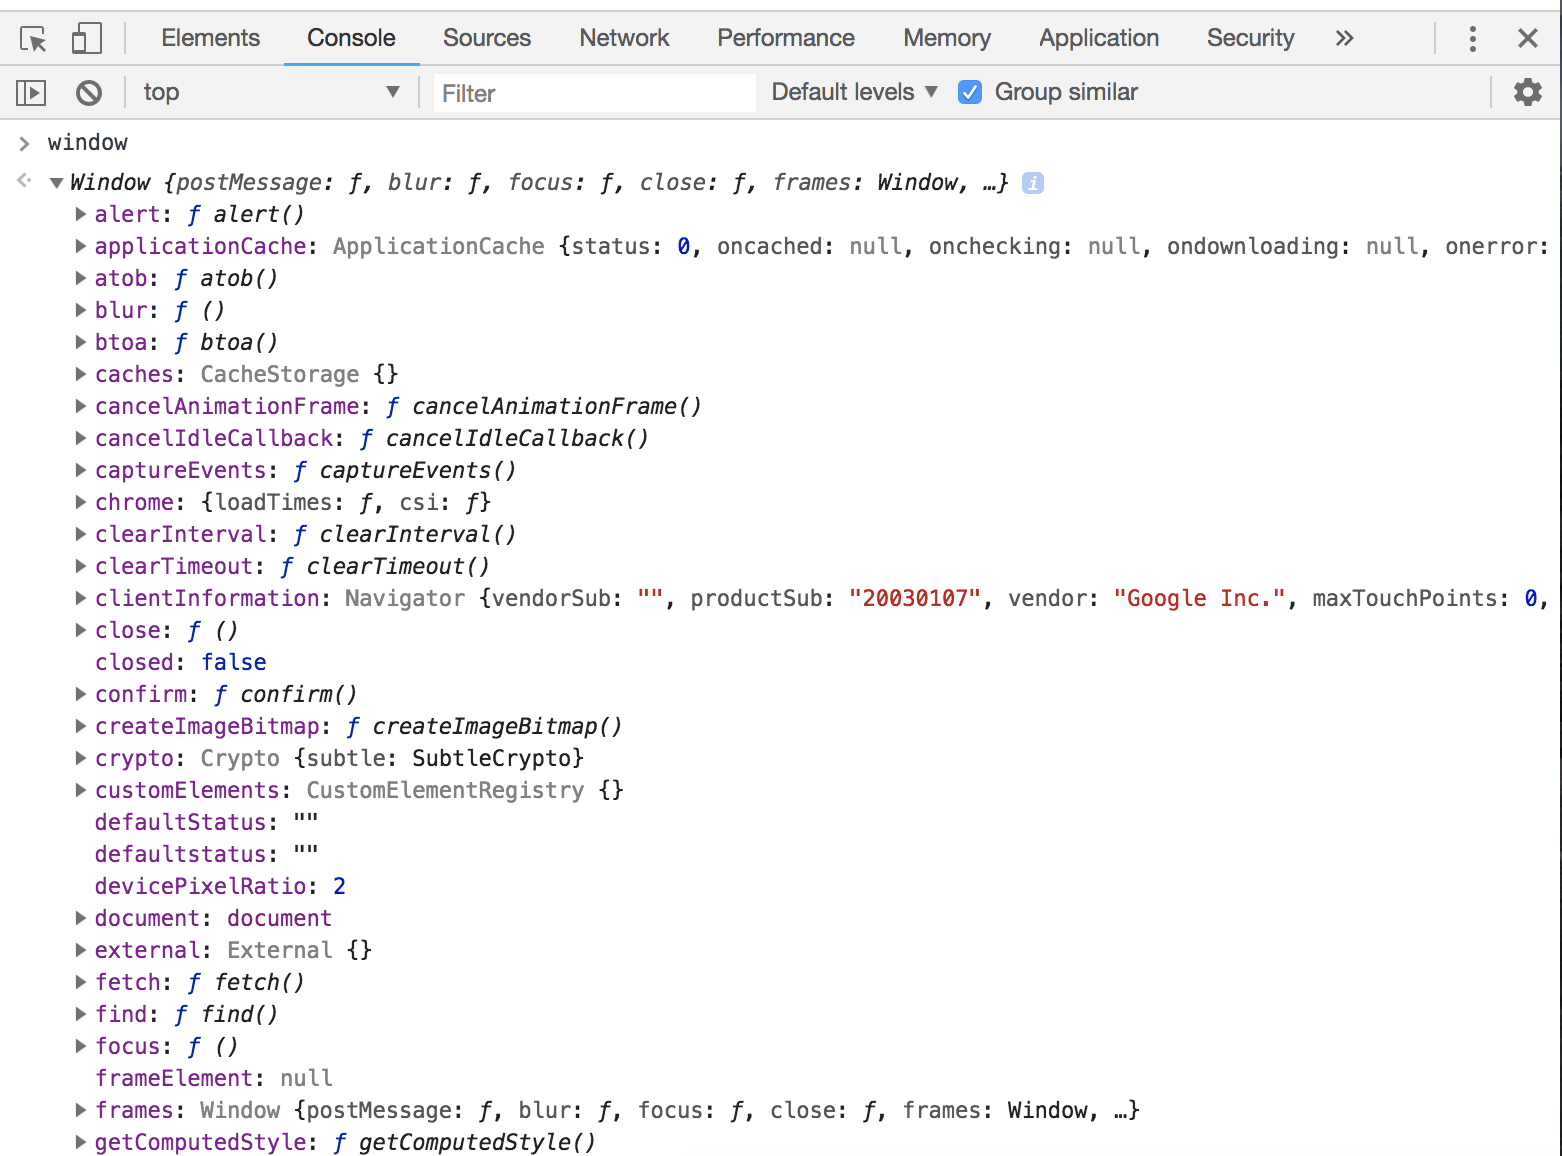 Elements Console Sources Network Performance Memory Application Security »
top ▼ Filter Default levels ▼ Group similar
> window
Window {postMessage: ƒ, blur: ƒ, focus: ƒ, close: ƒ, frames: Window, …} i
alert: ƒ alert()
applicationCache: ApplicationCache {status: 0, oncached: null, onchecking: null, ondownloading: null, onerror:
atob: ƒ atob()
blur: ƒ ()
btoa: ƒ btoa()
caches: CacheStorage {}
cancelAnimationFrame: ƒ cancelAnimationFrame()
cancelIdleCallback: ƒ cancelIdleCallback()
captureEvents: ƒ captureEvents()
chrome: {loadTimes: ƒ, csi: ƒ}
clearInterval: ƒ clearInterval()
clearTimeout: ƒ clearTimeout()
clientInformation: Navigator {vendorSub: "", productSub: "20030107", vendor: "Google Inc.", maxTouchPoints: 0,
close: ƒ ()
closed: false
confirm: ƒ confirm()
createImageBitmap: ƒ createImageBitmap()
crypto: Crypto {subtle: SubtleCrypto}
customElements: CustomElementRegistry {}
defaultStatus: ""
defaultstatus: ""
devicePixelRatio: 2
document: document
external: External {}
fetch: ƒ fetch()
find: ƒ find()
focus: ƒ ()
frameElement: null
frames: Window {postMessage: ƒ, blur: ƒ, focus: ƒ, close: ƒ, frames: Window, …}
getComputedStyle: ƒ getComputedStyle()